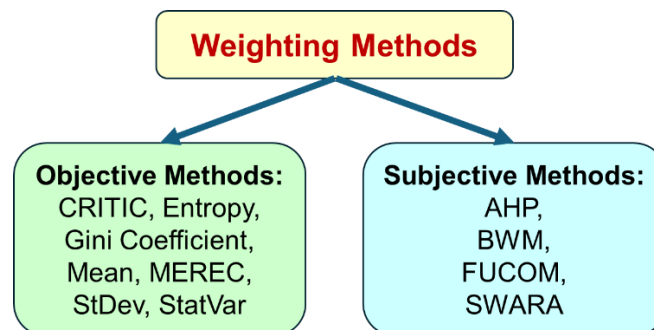 Weighting Methods
Objective Methods:
CRITIC, Entropy,
Gini Coefficient,
Mean, MEREC,
StDev, StatVar
Subjective Methods:
AHP,
BWM,
FUCOM,
SWARA